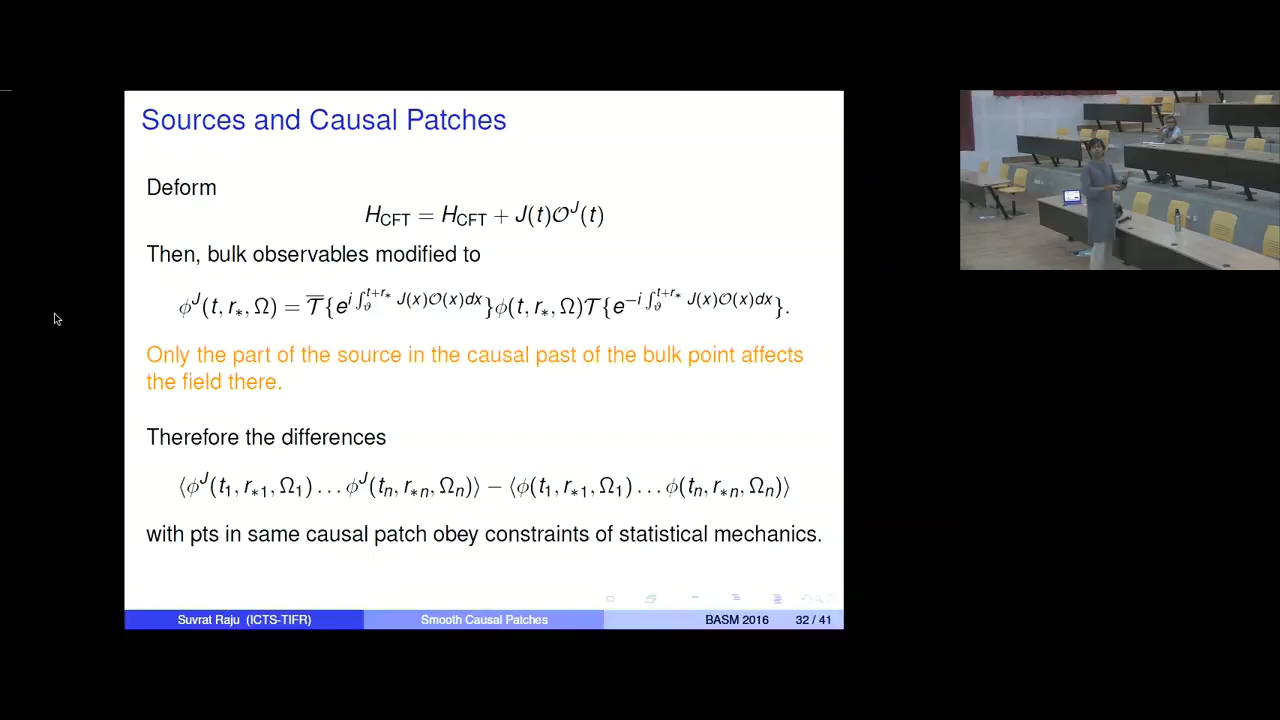 Sources and Causal Patches
Deform
H_CFT = H_CFT + J(t)𝒪^J(t)
Then, bulk observables modified to
ϕ^J(t, r_*, Ω) = \overline{𝒯}{e^{i ∫_ϑ^{t+r_*} J(x)𝒪(x)dx}}ϕ(t, r_*, Ω)𝒯{e^{−i ∫_ϑ^{t+r_*} J(x)𝒪(x)dx}}.
Only the part of the source in the causal past of the bulk point affects
the field there.
Therefore the differences
⟨ϕ^J(t_1, r_{*1}, Ω_1) . . . ϕ^J(t_n, r_{*n}, Ω_n)⟩ − ⟨ϕ(t_1, r_{*1}, Ω_1) . . . ϕ(t_n, r_{*n}, Ω_n)⟩
with pts in same causal patch obey constraints of statistical mechanics.
Suvrat Raju (ICTS-TIFR) Smooth Causal Patches BASM 2016 32 / 41